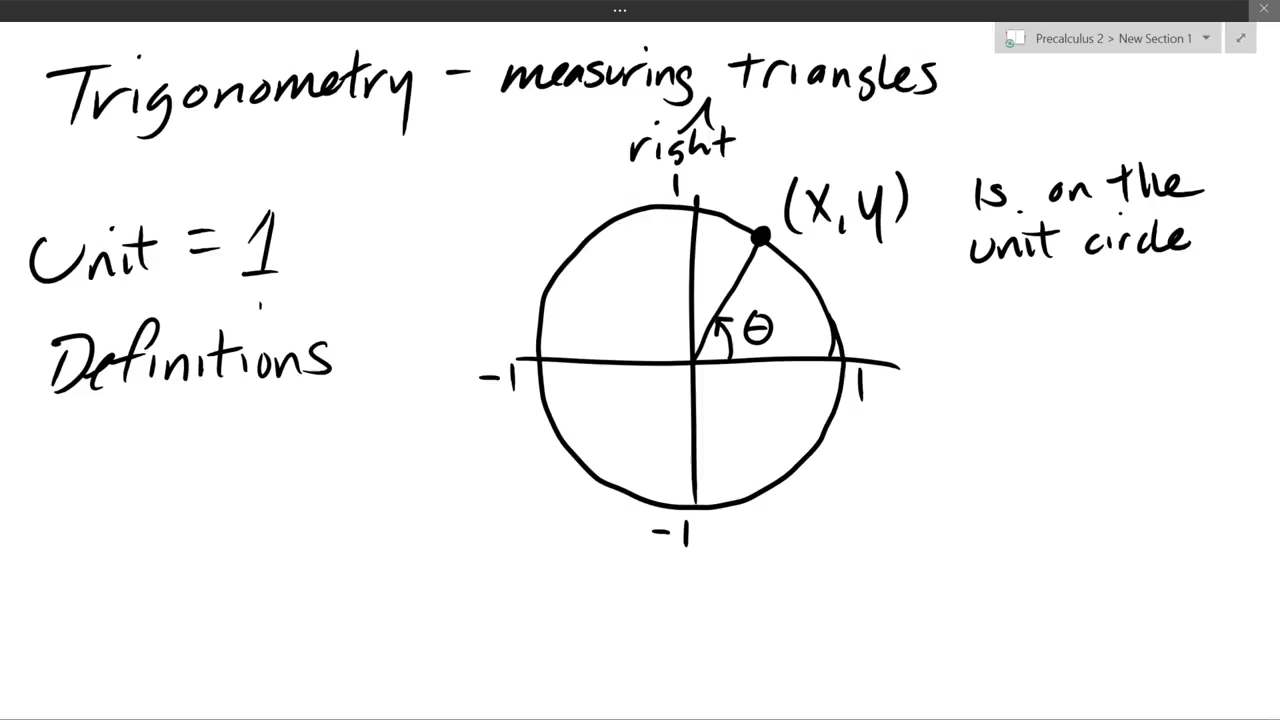 ...
Precalculus 2 > New Section 1
Trigonometry - measuring triangles
right
1
(x, y) is on the
unit circle
Unit = 1
θ
Definitions
-1
1
-1